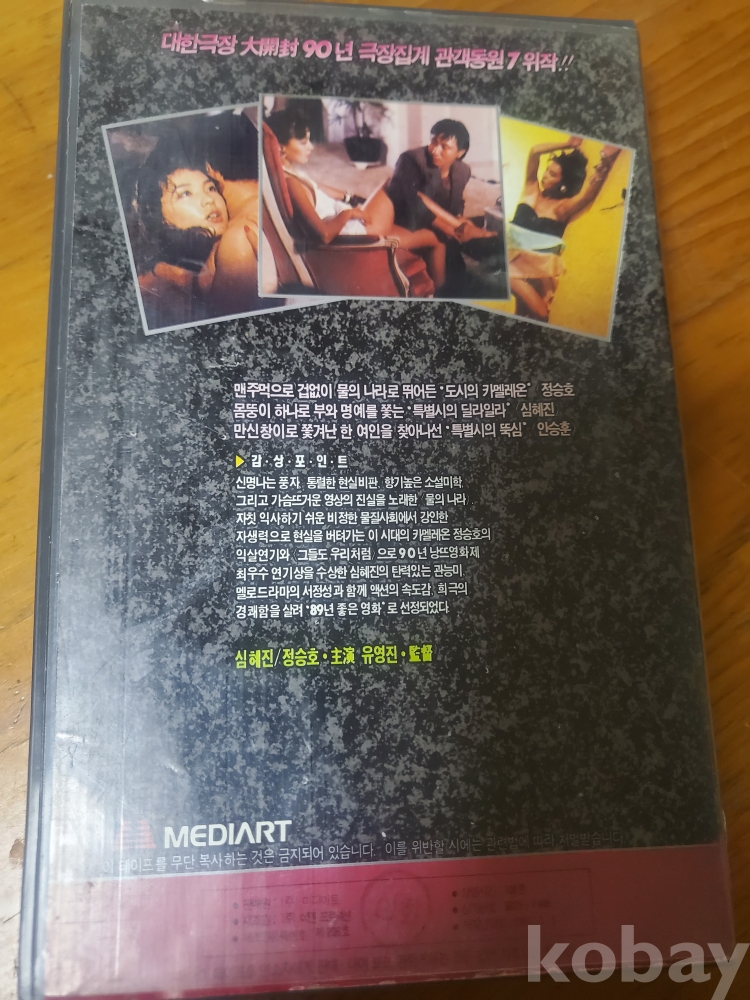 대한극장 大開封 90년 극장집계 관객동원 7위작!!
맨주먹으로 겁없이 물의 나라로 뛰어든 "도시의 카멜레온" 정승호
몸뚱이 하나로 부와 명예를 쫓는 "특별시의 딜라일라" 심혜진
만신창이로 쫓겨난 한 여인을 찾아나선 "특별시의 뚝심" 안승훈
▶ 감·상·포·인·트
신명나는 풍자, 통렬한 현실비판, 향기높은 소설미학,
그리고 가슴뜨거운 영상의 진실을 노래한 '물의 나라'...
자칫 익사하기 쉬운 비정한 물질사회에서 강인한
자생력으로 현실을 버텨가는 이 시대의 카멜레온 정승호의
익살연기와, '그들도 우리처럼'으로 90년 낭뜨영화제
최우수 연기상을 수상한 심혜진의 탄력있는 관능미,
멜로드라마의 서정성과 함께 액션의 속도감, 희극의
경쾌함을 살려 "89년 좋은 영화"로 선정되었다.
심혜진/정승호·主演 유영진·監督
MEDIART
테이프를 무단 복사하는 것은 금지되어 있습니다. 이를 위반할 시에는 관련법에 따라 처벌받습니다.
kobay